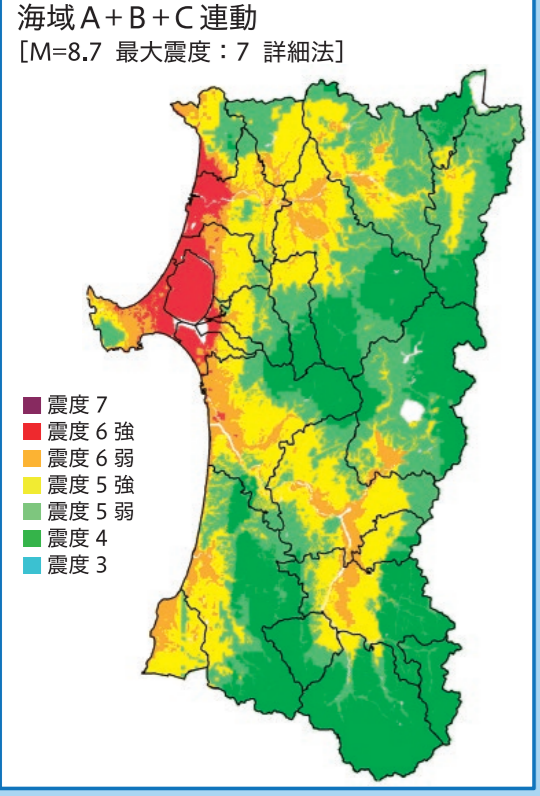 海域A+B+C連動
[M=8.7 最大震度：7 詳細法]
震度7
震度6強
震度6弱
震度5強
震度5弱
震度4
震度3